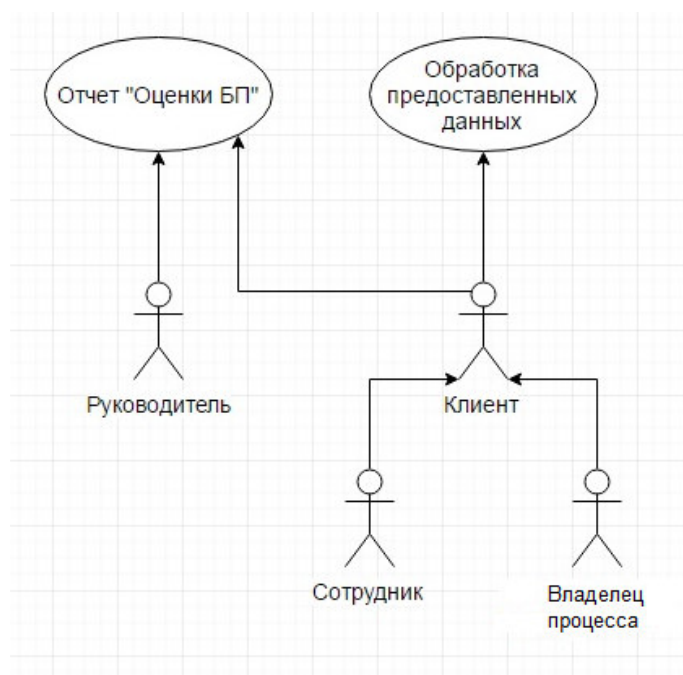 Отчет "Оценки БП"
Обработка
предоставленных
данных
Руководитель
Клиент
Сотрудник
Владелец
процесса